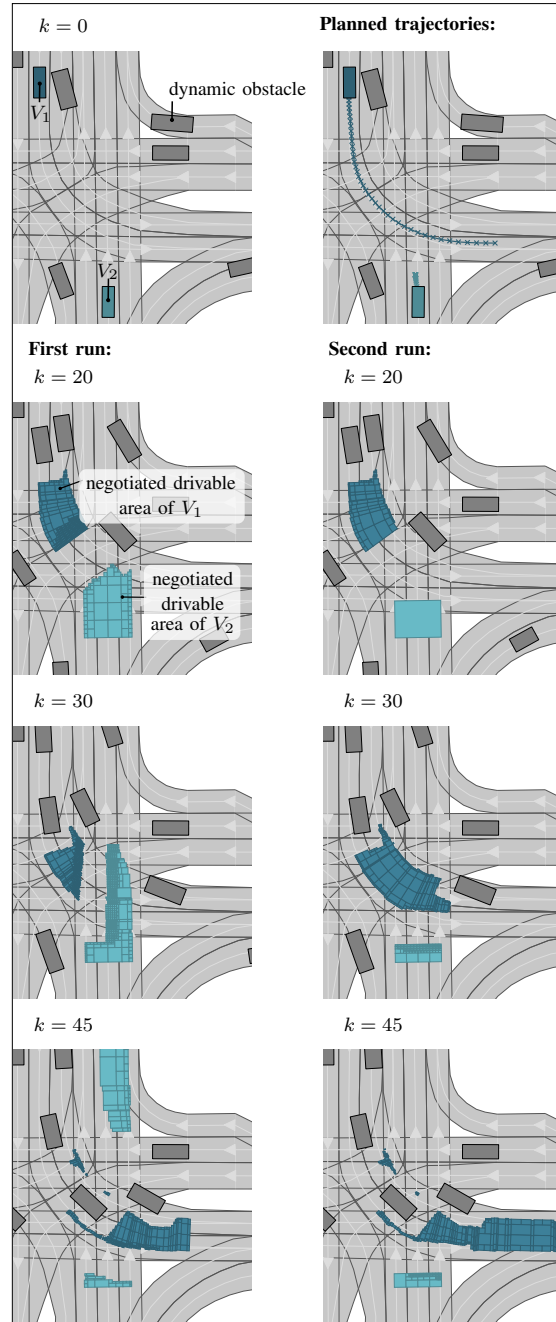 k = 0
Planned trajectories:
dynamic obstacle
V₁
V₂
First run:
Second run:
k = 20
k = 20
negotiated drivable
area of V₁
negotiated
drivable
area of V₂
k = 30
k = 30
k = 45
k = 45